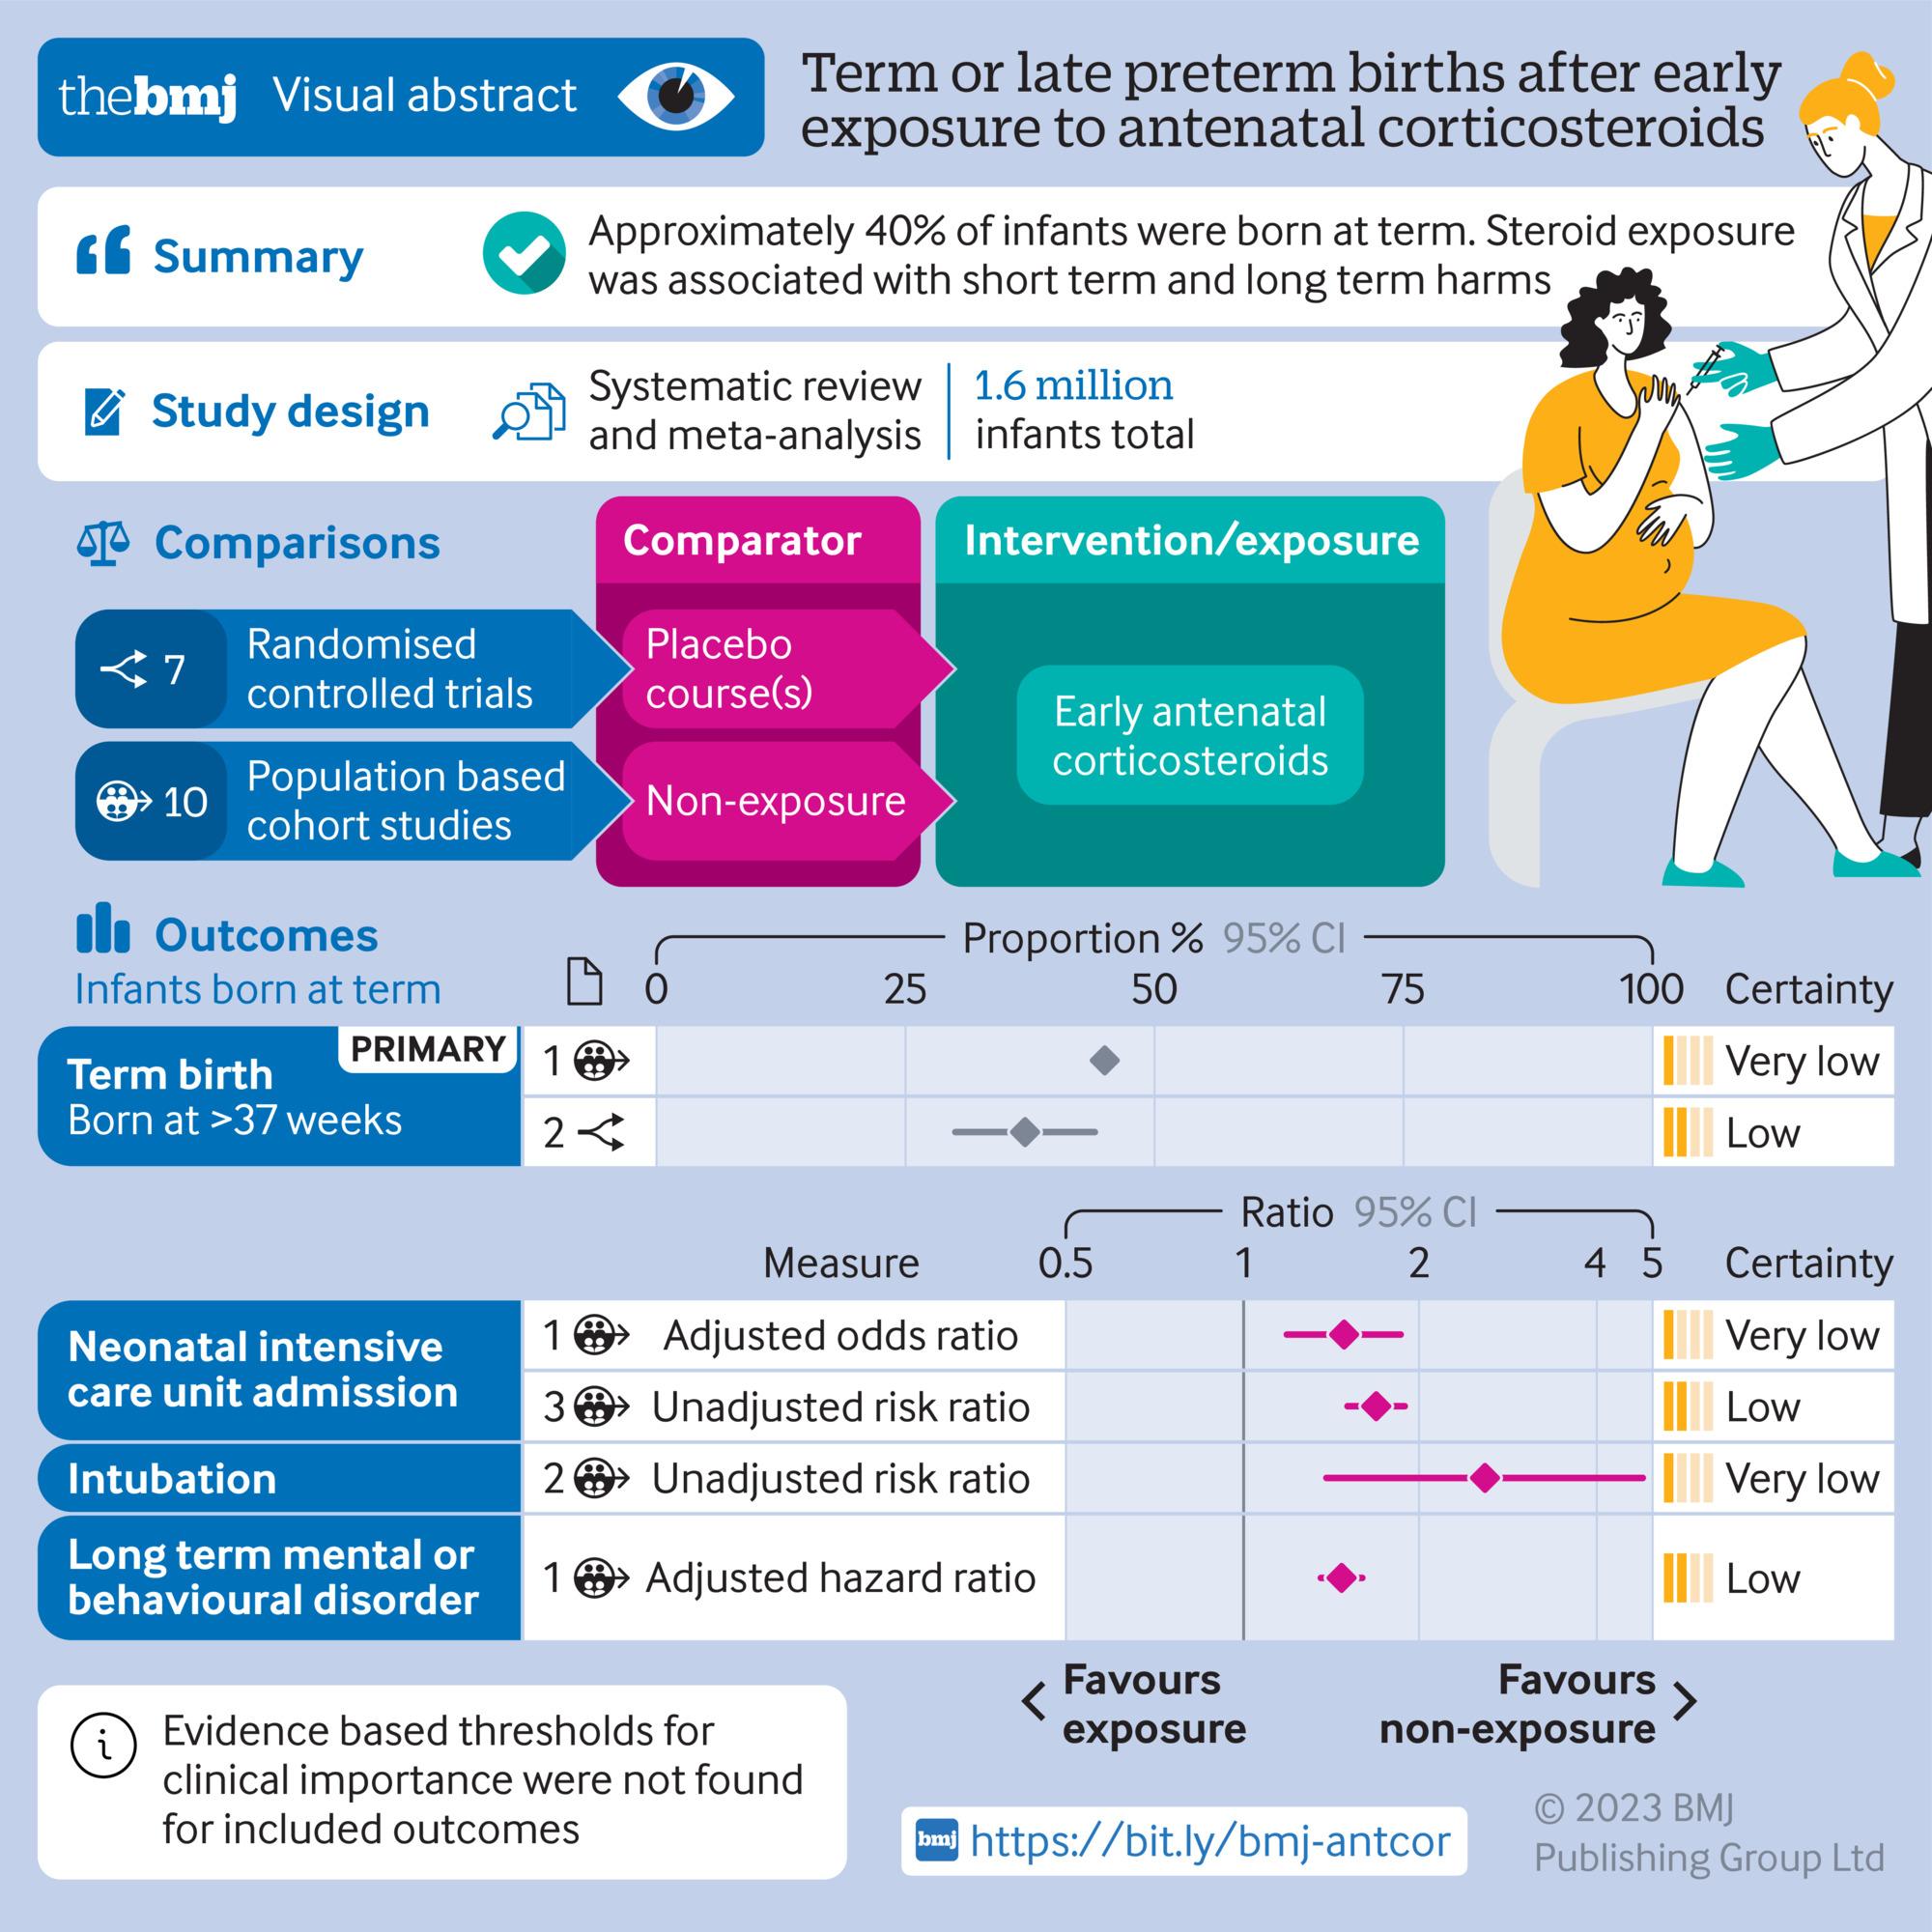 thebmj Visual abstract
Term or late preterm births after early
exposure to antenatal corticosteroids
Summary
Approximately 40% of infants were born at term. Steroid exposure
was associated with short term and long term harms
Study design
Systematic review
and meta-analysis
1.6 million
infants total
Comparisons
Comparator
Intervention/exposure
7
Randomised
controlled trials
Placebo
course(s)
10
Population based
cohort studies
Non-exposure
Early antenatal
corticosteroids
Outcomes
Infants born at term
Proportion % 95% CI
0 25 50 75 100 Certainty
Term birth
PRIMARY
Born at >37 weeks
1 Very low
2 Low
Ratio 95% CI
Measure 0.5 1 2 4 5 Certainty
Neonatal intensive
care unit admission
1 Adjusted odds ratio Very low
3 Unadjusted risk ratio Low
Intubation
2 Unadjusted risk ratio Very low
Long term mental or
behavioural disorder
1 Adjusted hazard ratio Low
Favours
exposure
Favours
non-exposure
i
Evidence based thresholds for
clinical importance were not found
for included outcomes
bmj https://bit.ly/bmj-antcor
© 2023 BMJ
Publishing Group Ltd